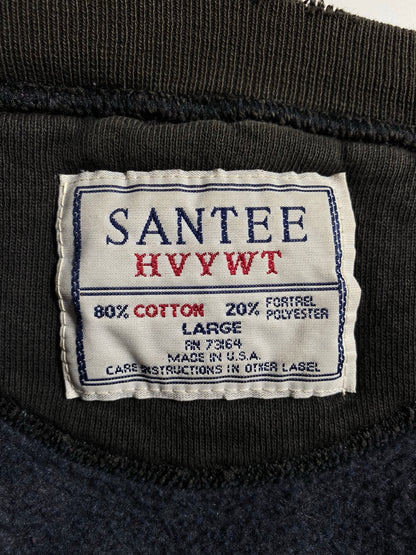 SANTEE
HVYWT
80% COTTON 20% FORTREL POLYESTER
LARGE
RN 73164
MADE IN U.S.A.
CARE INSTRUCTIONS IN OTHER LABEL